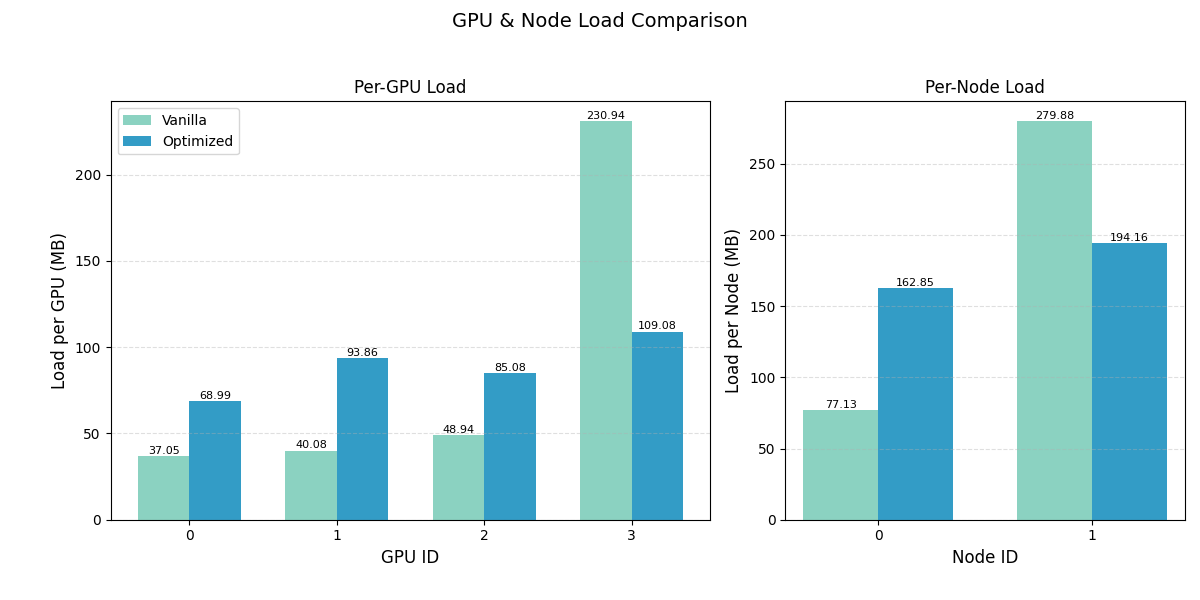 GPU & Node Load Comparison
Per-GPU Load
Vanilla
Optimized
Load per GPU (MB)
200
150
100
50
0
230.94
109.08
93.86
85.08
68.99
48.94
40.08
37.05
0 1 2 3
GPU ID
Per-Node Load
Load per Node (MB)
250
200
150
100
50
0
279.88
194.16
162.85
77.13
0 1
Node ID